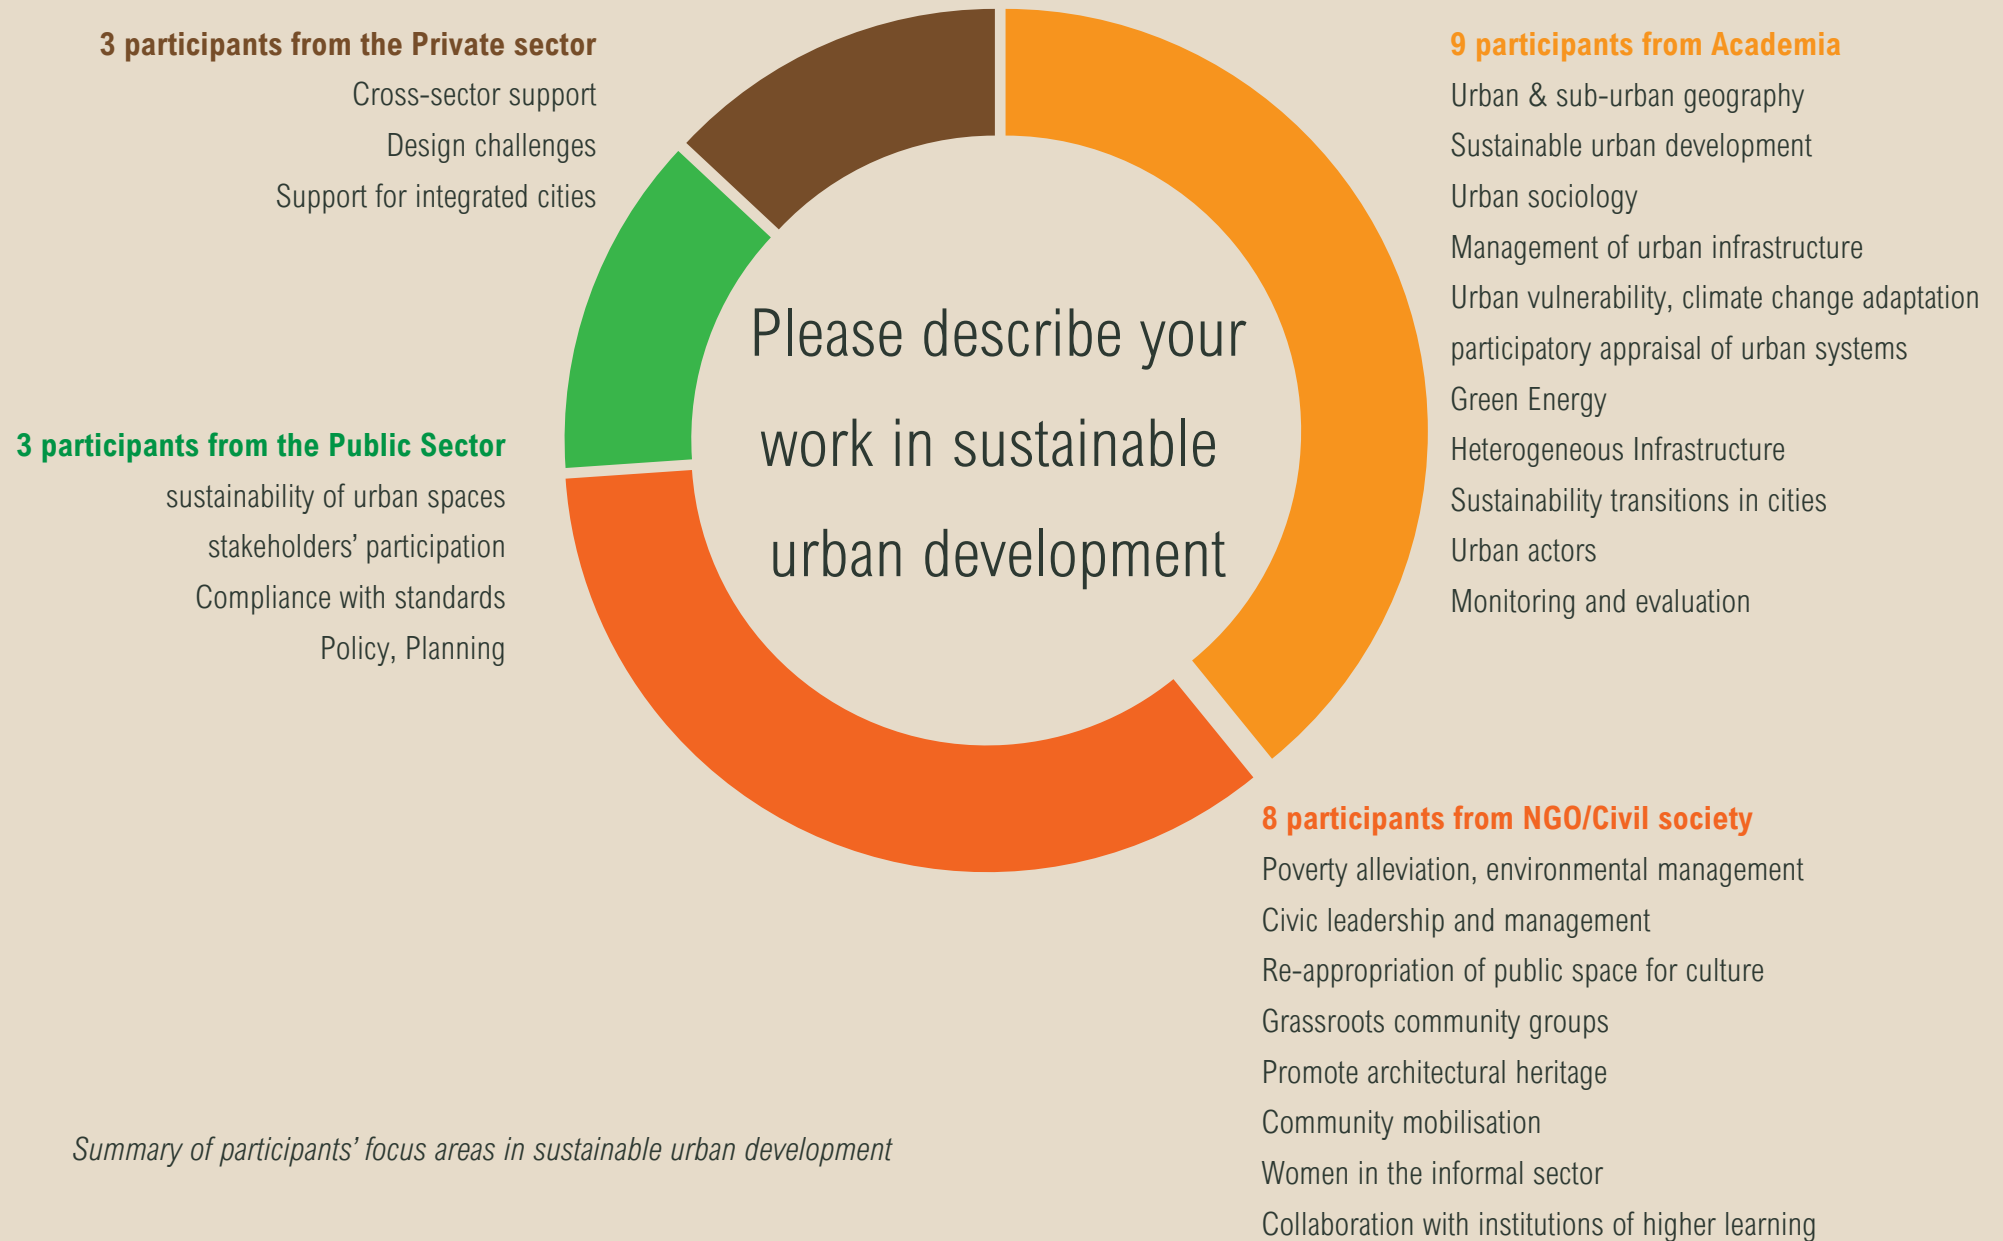 3 participants from the Private sector
Cross-sector support
Design challenges
Support for integrated cities
3 participants from the Public Sector
sustainability of urban spaces
stakeholders’ participation
Compliance with standards
Policy, Planning
Please describe your
work in sustainable
urban development
9 participants from Academia
Urban & sub-urban geography
Sustainable urban development
Urban sociology
Management of urban infrastructure
Urban vulnerability, climate change adaptation
participatory appraisal of urban systems
Green Energy
Heterogeneous Infrastructure
Sustainability transitions in cities
Urban actors
Monitoring and evaluation
8 participants from NGO/Civil society
Poverty alleviation, environmental management
Civic leadership and management
Re-appropriation of public space for culture
Grassroots community groups
Promote architectural heritage
Community mobilisation
Women in the informal sector
Collaboration with institutions of higher learning
Summary of participants’ focus areas in sustainable urban development